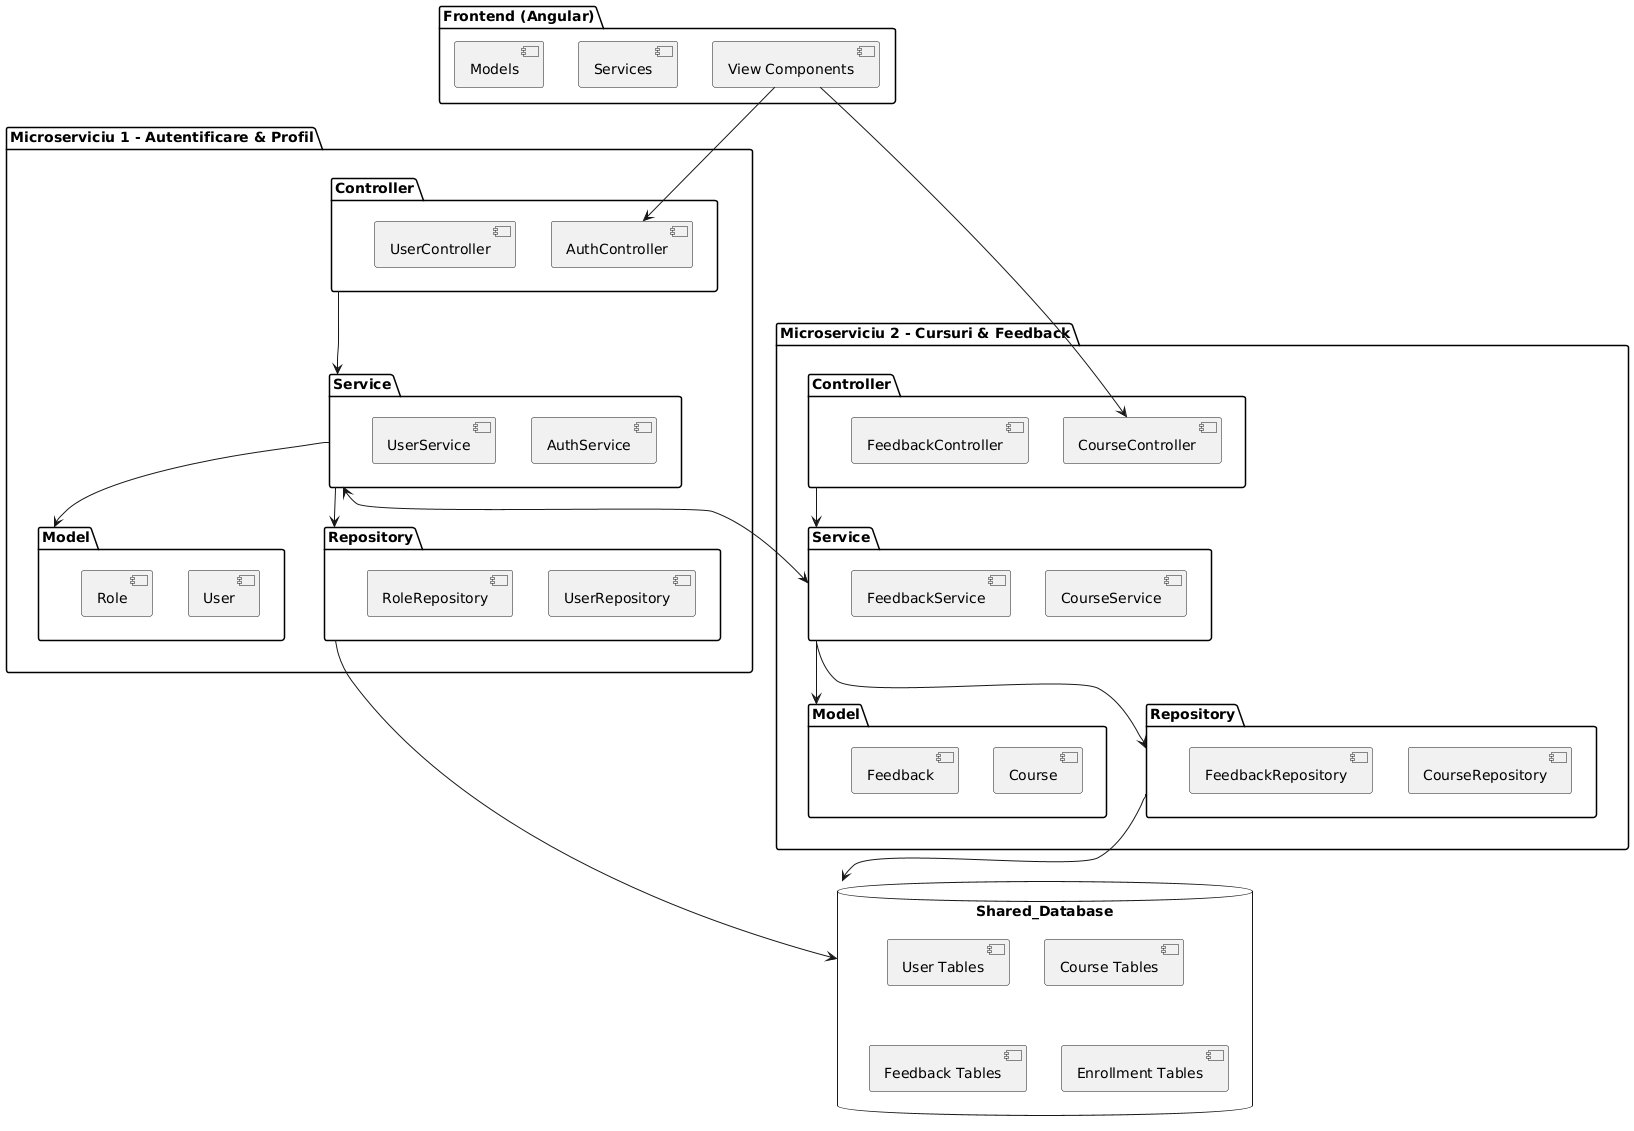 Frontend (Angular)
Models
Services
View Components
Microserviciu 1 - Autentificare & Profil
Controller
UserController
AuthController
Service
UserService
AuthService
Model
Role
User
Repository
RoleRepository
UserRepository
Microserviciu 2 - Cursuri & Feedback
Controller
FeedbackController
CourseController
Service
FeedbackService
CourseService
Model
Feedback
Course
Repository
FeedbackRepository
CourseRepository
Shared_Database
User Tables
Course Tables
Feedback Tables
Enrollment Tables